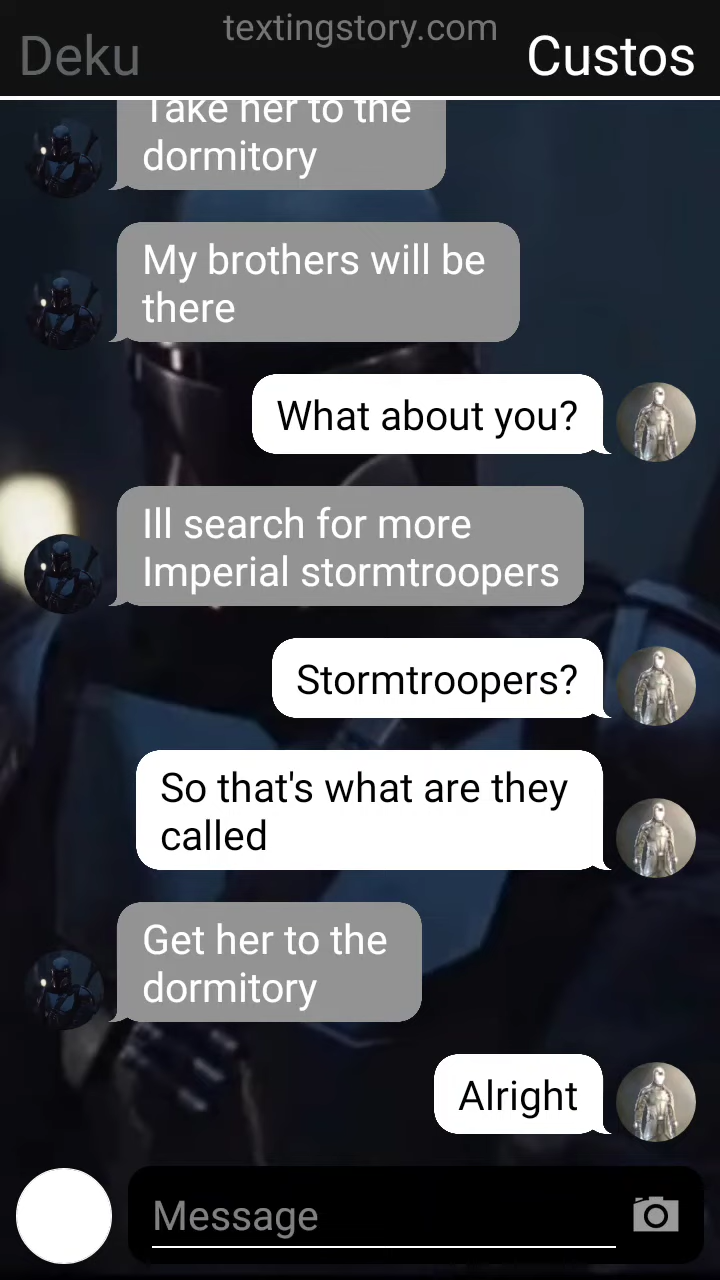 textingstory.com
Deku
Custos
Take her to the
dormitory
My brothers will be
there
What about you?
Ill search for more
Imperial stormtroopers
Stormtroopers?
So that's what are they
called
Get her to the
dormitory
Alright
Message